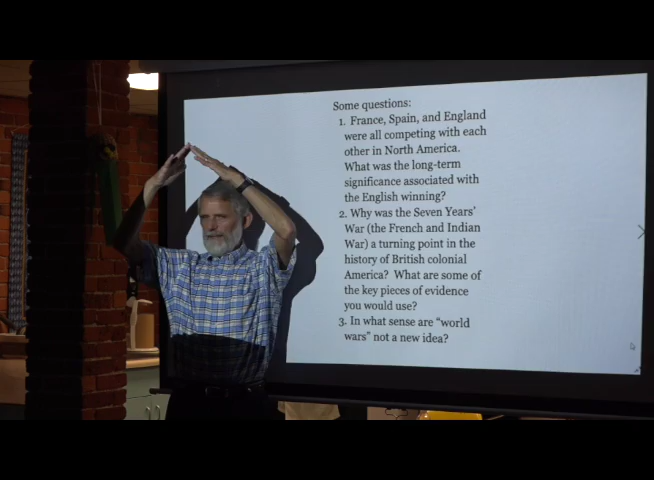 Some questions:
1. France, Spain, and England
were all competing with each
other in North America.
What was the long-term
significance associated with
the English winning?
2. Why was the Seven Years'
War (the French and Indian
War) a turning point in the
history of British colonial
America? What are some of
the key pieces of evidence
you would use?
3. In what sense are "world
wars" not a new idea?